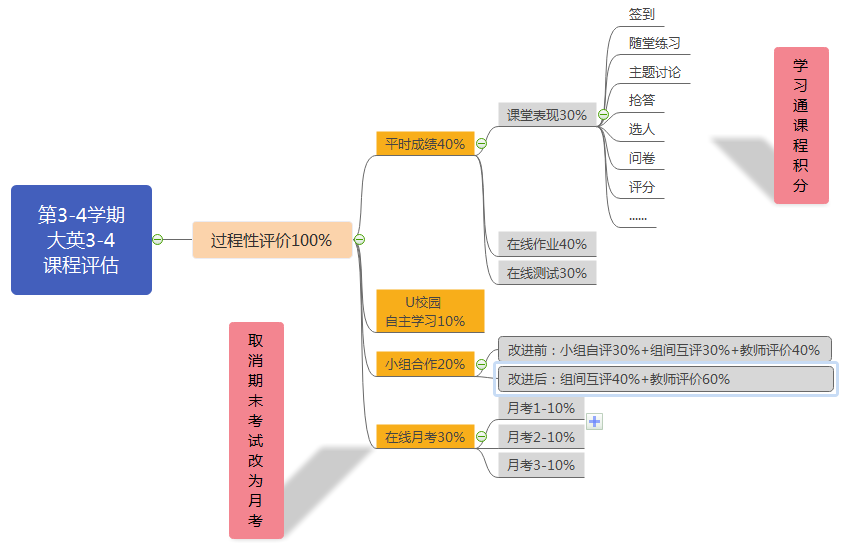 第3-4学期
大英3-4
课程评估
过程性评价100%
平时成绩40%
课堂表现30%
签到
随堂练习
主题讨论
抢答
选人
问卷
评分
......
在线作业40%
在线测试30%
U校园
自主学习10%
小组合作20%
改进前：小组自评30%+组间互评30%+教师评价40%
改进后：组间互评40%+教师评价60%
在线月考30%
月考1-10%
月考2-10%
月考3-10%
学习通课程积分
取消期末考试改为月考